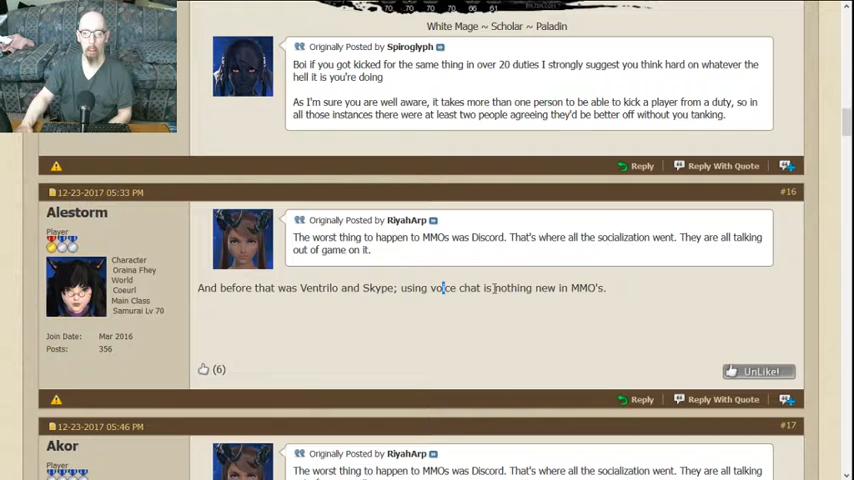 70 70 70 70 66 61
White Mage ~ Scholar ~ Paladin
Originally Posted by Spiroglyph
Boi if you got kicked for the same thing in over 20 duties I strongly suggest you think hard on whatever the
hell it is you're doing
As I'm sure you are well aware, it takes more than one person to be able to kick a player from a duty, so in
all those instances there were at least two people agreeing they'd be better off without you tanking.
Reply Reply With Quote
12-23-2017 05:33 PM #16
Alestorm
Player
Character
Oraina Fhey
World
Coeurl
Main Class
Samurai Lv 70
Join Date: Mar 2016
Posts: 356
Originally Posted by RiyahArp
The worst thing to happen to MMOs was Discord. That's where all the socialization went. They are all talking
out of game on it.
And before that was Ventrilo and Skype; using voice chat is nothing new in MMO's.
(6)
UnLike!
Reply Reply With Quote
12-23-2017 05:46 PM #17
Akor
Player
Originally Posted by RiyahArp
The worst thing to happen to MMOs was Discord. That's where all the socialization went. They are all talking